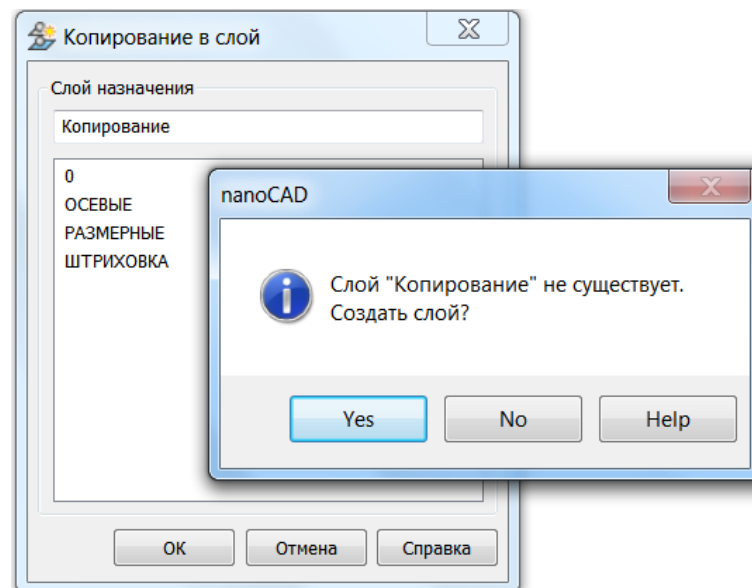 Копирование в слой
Слой назначения
Копирование
0
ОСЕВЫЕ
РАЗМЕРНЫЕ
ШТРИХОВКА
nanoCAD
Слой "Копирование" не существует.
Создать слой?
Yes No Help
ОК Отмена Справка